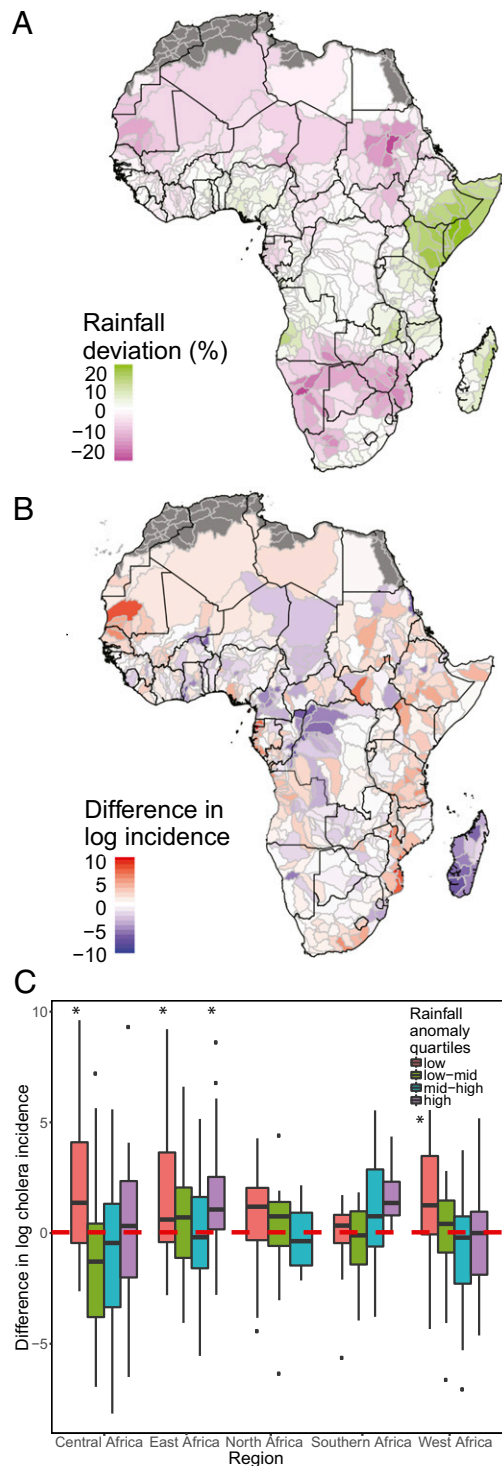 A
Rainfall
deviation (%)
20
10
0
−10
−20
B
Difference in
log incidence
10
5
0
−5
−10
C
Difference in log cholera incidence
10
5
0
−5
*
*
*
*
Rainfall
anomaly
quartiles
low
low−mid
mid−high
high
Central Africa
East Africa
North Africa
Southern Africa
West Africa
Region